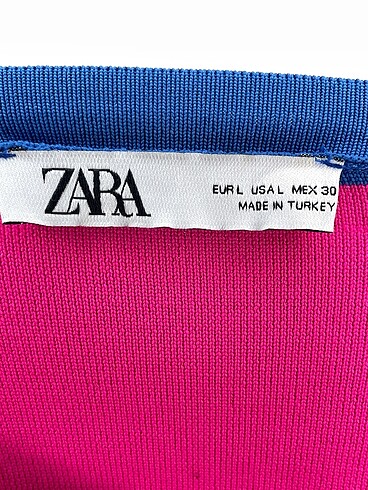 ZARA
EUR L USA L MEX 30
MADE IN TURKEY